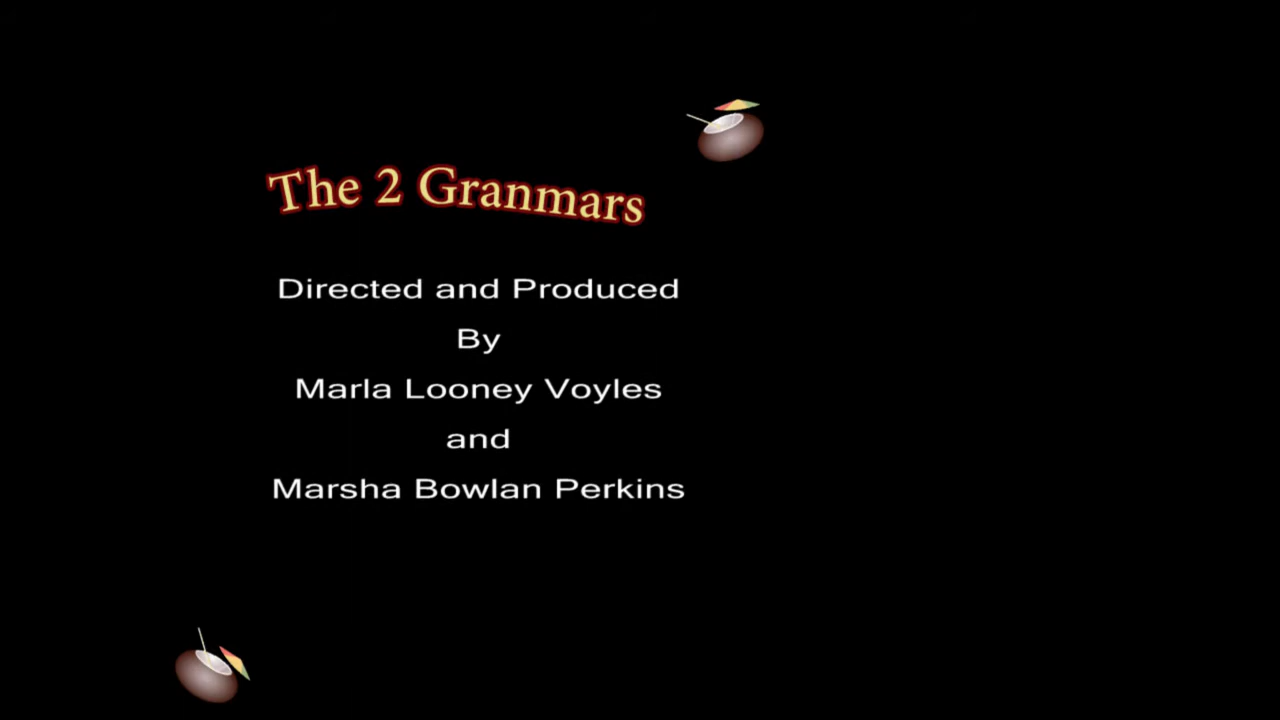 The 2 Granmars
Directed and Produced
By
Marla Looney Voyles
and
Marsha Bowlan Perkins